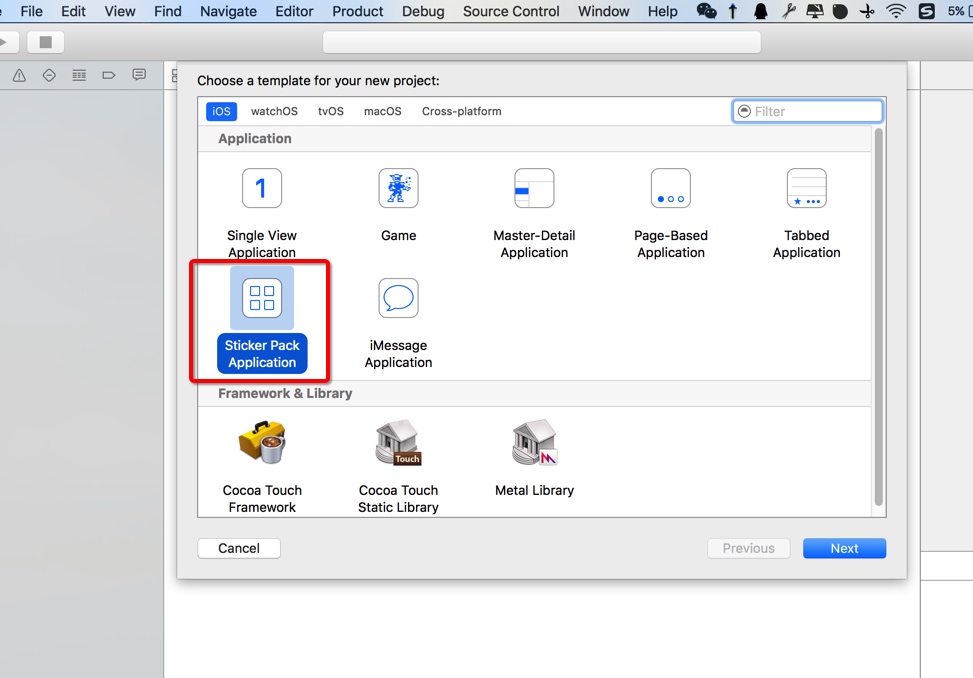 File Edit View Find Navigate Editor Product Debug Source Control Window Help 5%
Choose a template for your new project:
iOS watchOS tvOS macOS Cross-platform Filter
Application
1
Single View
Application
Game
Master-Detail
Application
Page-Based
Application
Tabbed
Application
Sticker Pack
Application
iMessage
Application
Framework & Library
Cocoa Touch
Framework
Touch
Cocoa Touch
Static Library
Metal Library
Cancel Previous Next